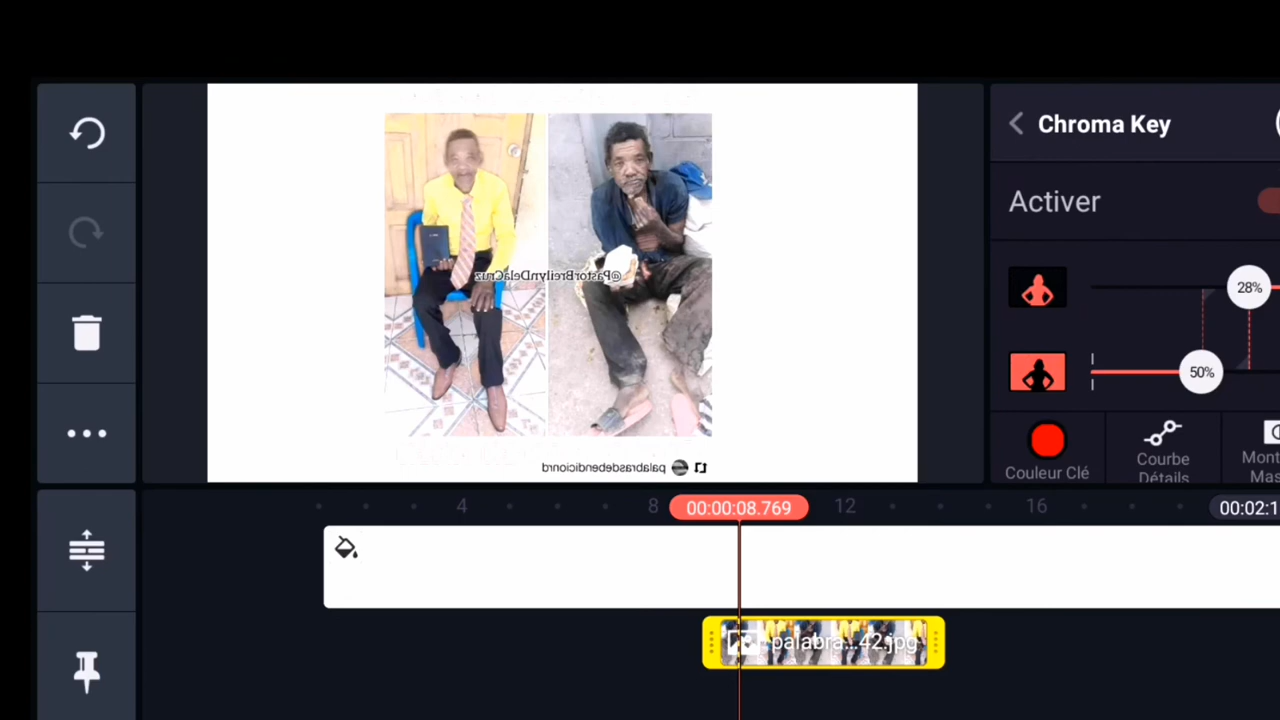 Chroma Key
Activer
28%
50%
Couleur Clé
Courbe
Détails
Mont
Mas
@PastorBreilynDelaCruz
palabrasdebendicionrd
4
8
00:00:08.769
12
16
00:02:1
palabra...42.jpg